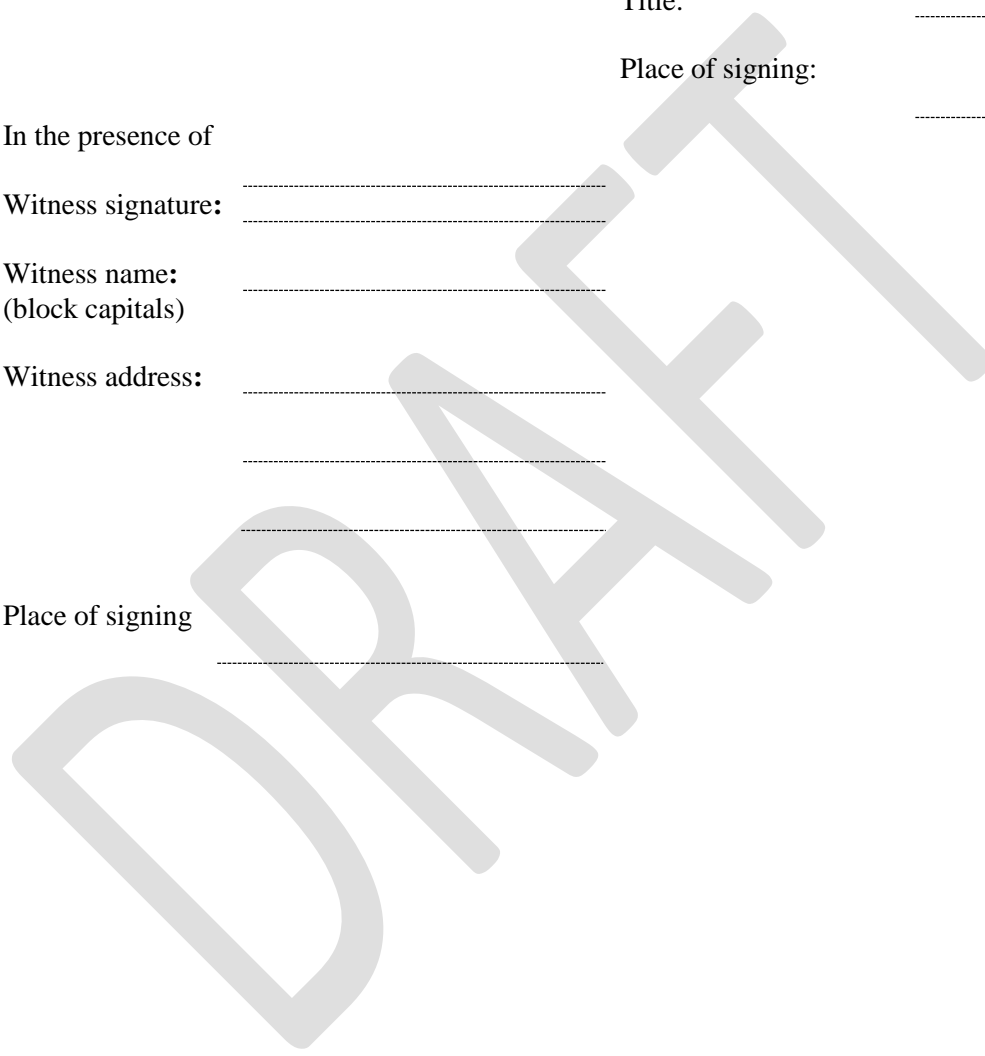 Title:
Place of signing:
In the presence of
Witness signature:
Witness name:
(block capitals)
Witness address:
Place of signing
DRAFT